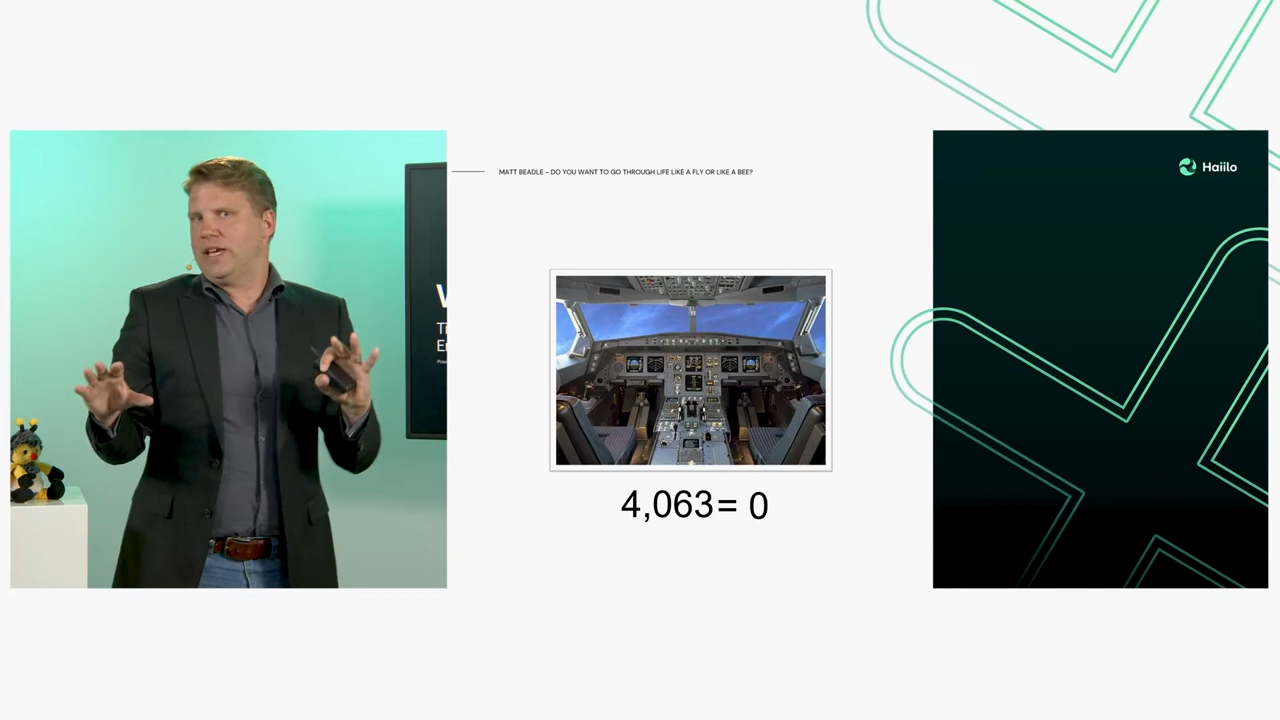 MATT BEADLE – DO YOU WANT TO GO THROUGH LIFE LIKE A FLY OR LIKE A BEE?
Haiilo
4,063= 0